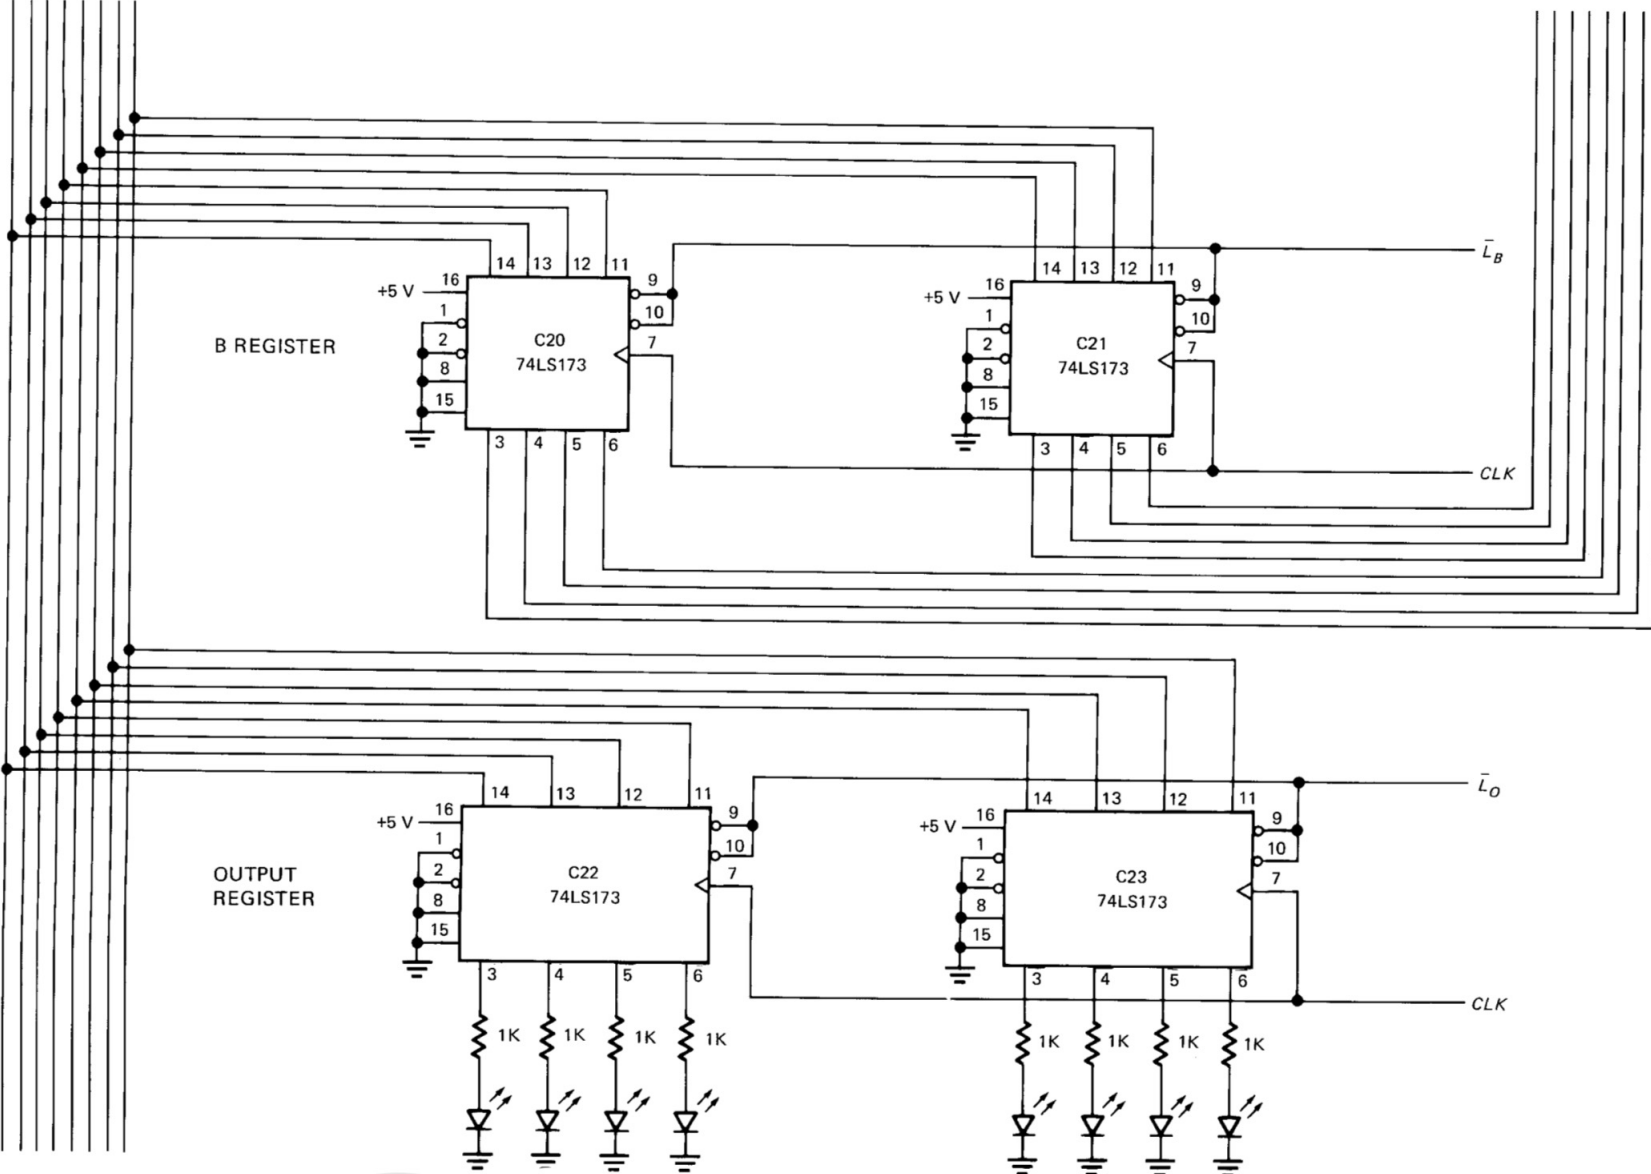 14 13 12 11
14 13 12 11
L̄B
16 9
+5 V
1 10
2 7
8
15
C20
74LS173
B REGISTER
16 9
+5 V
1 10
2 7
8
15
C21
74LS173
3 4 5 6
3 4 5 6
CLK
14 13 12 11
14 13 12 11
L̄O
16 9
+5 V
1 10
2 7
8
15
C22
74LS173
OUTPUT
REGISTER
16 9
+5 V
1 10
2 7
8
15
C23
74LS173
3 4 5 6
3 4 5 6
CLK
1K 1K 1K 1K
1K 1K 1K 1K